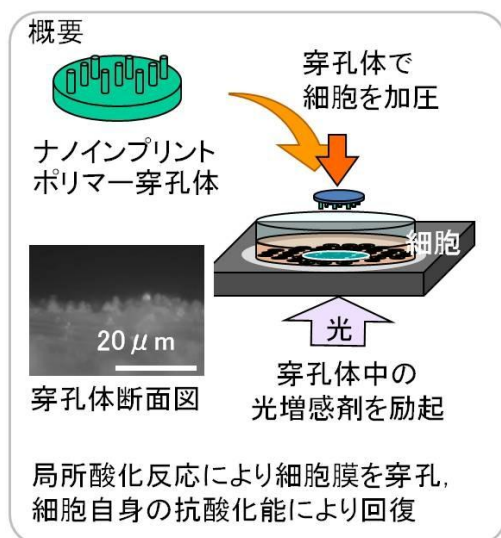 概要
穿孔体で
細胞を加圧
ナノインプリント
ポリマー穿孔体
細胞
20μm
光
穿孔体断面図
穿孔体中の
光増感剤を励起
局所酸化反応により細胞膜を穿孔,
細胞自身の抗酸化能により回復